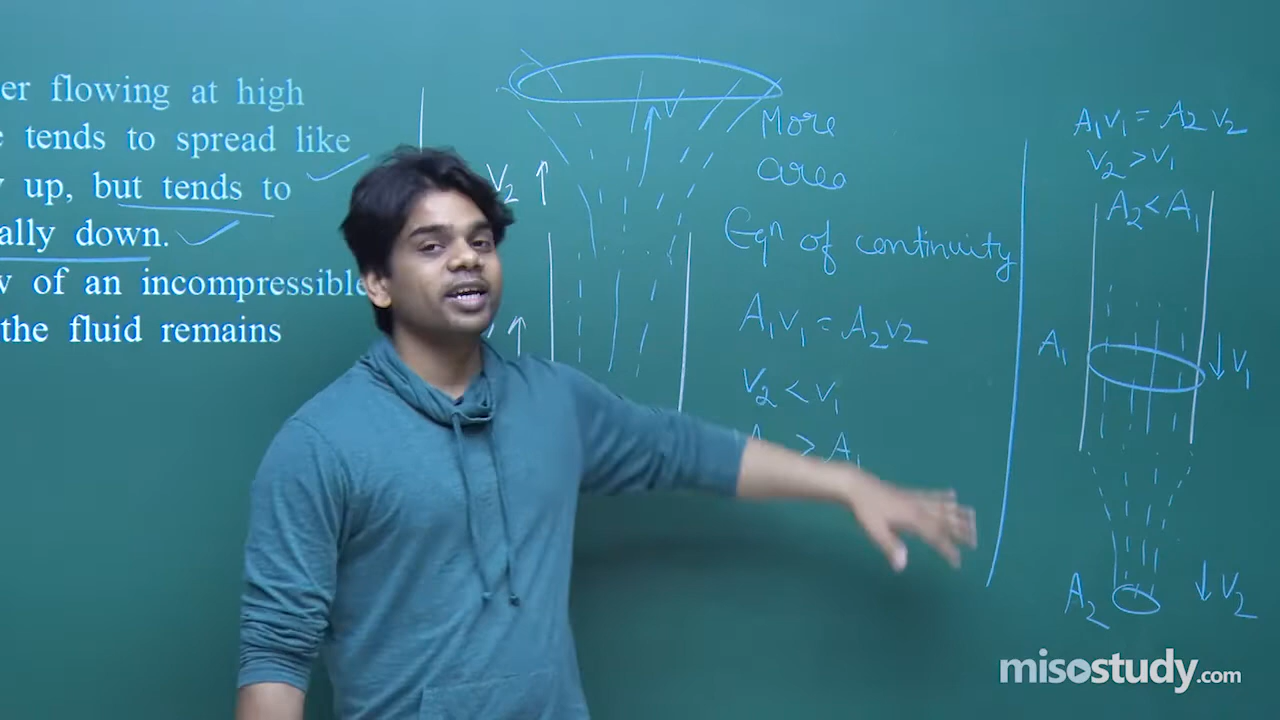 er flowing at high
e tends to spread like
y up, but tends to
ally down.
v of an incompressible
the fluid remains
V
V2
More
area
Eqn of continuity
A1V1 = A2V2
V2 < V1
> A1
A1V1 = A2V2
V2 > V1
A2 < A1
A1
V1
A2
V2
misostudy.com